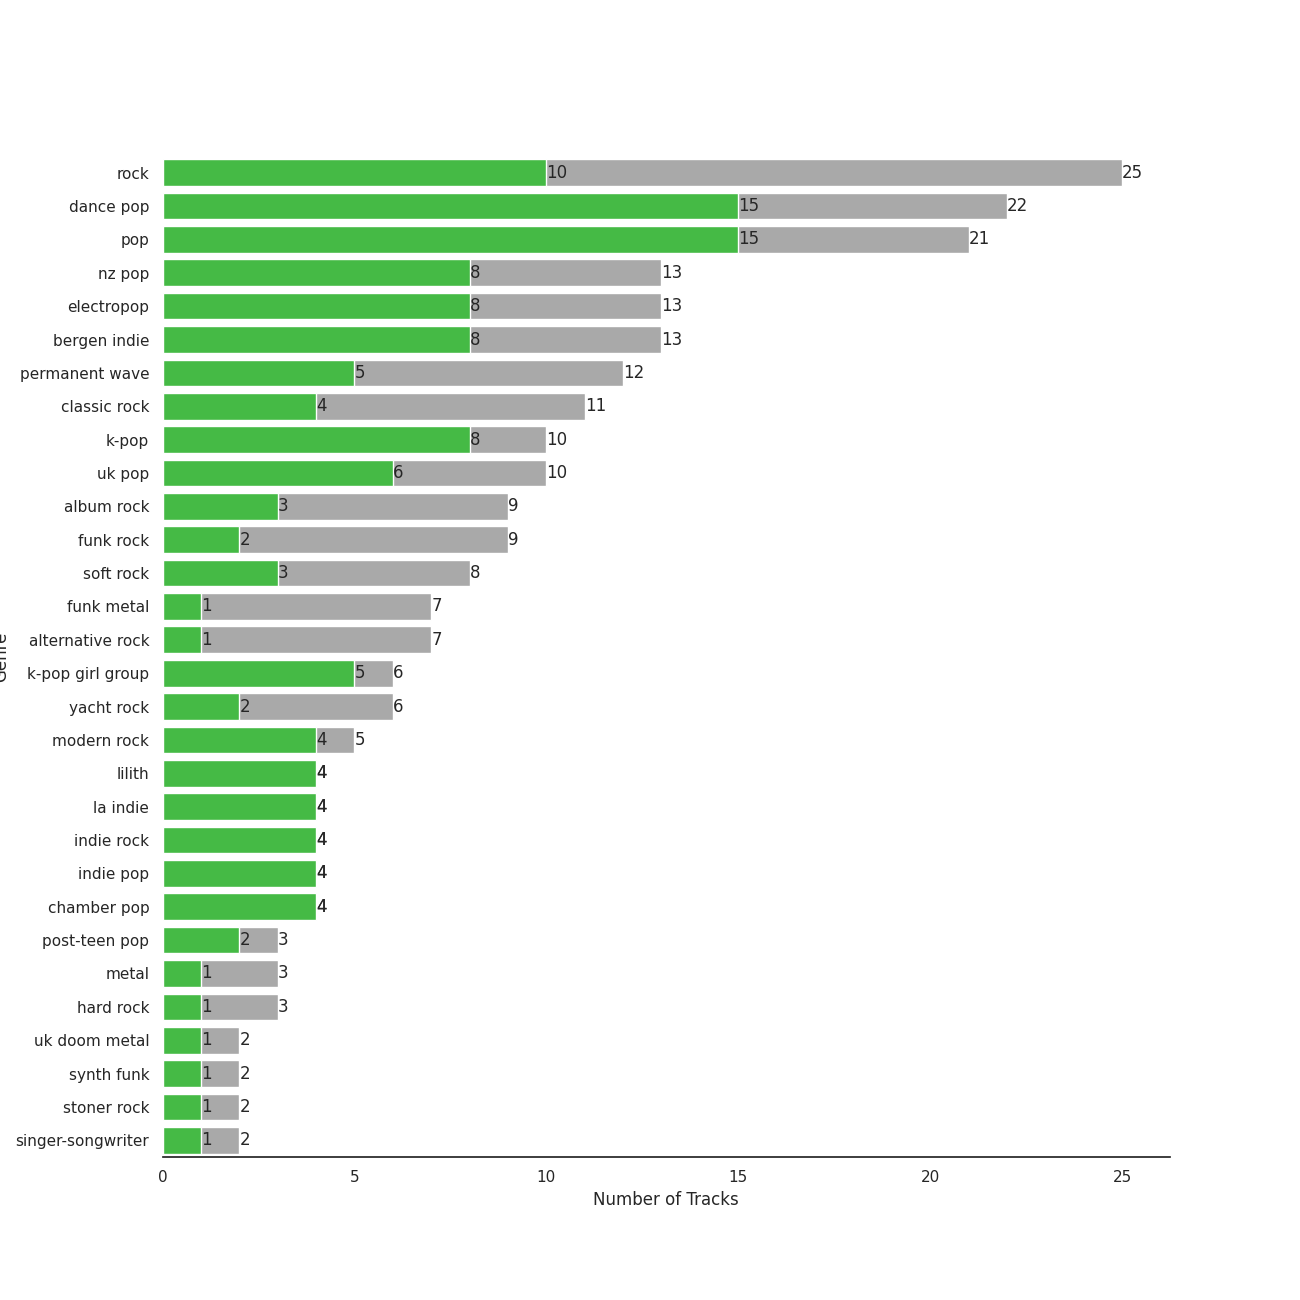 rock 10 25
dance pop 15 22
pop 15 21
nz pop 8 13
electropop 8 13
bergen indie 8 13
permanent wave 5 12
classic rock 4 11
k-pop 8 10
uk pop 6 10
album rock 3 9
funk rock 2 9
soft rock 3 8
funk metal 1 7
alternative rock 1 7
Genre
k-pop girl group 5 6
yacht rock 2 6
modern rock 4 5
lilith 4
la indie 4
indie rock 4
indie pop 4
chamber pop 4
post-teen pop 2 3
metal 1 3
hard rock 1 3
uk doom metal 1 2
synth funk 1 2
stoner rock 1 2
singer-songwriter 1 2
0 5 10 15 20 25
Number of Tracks